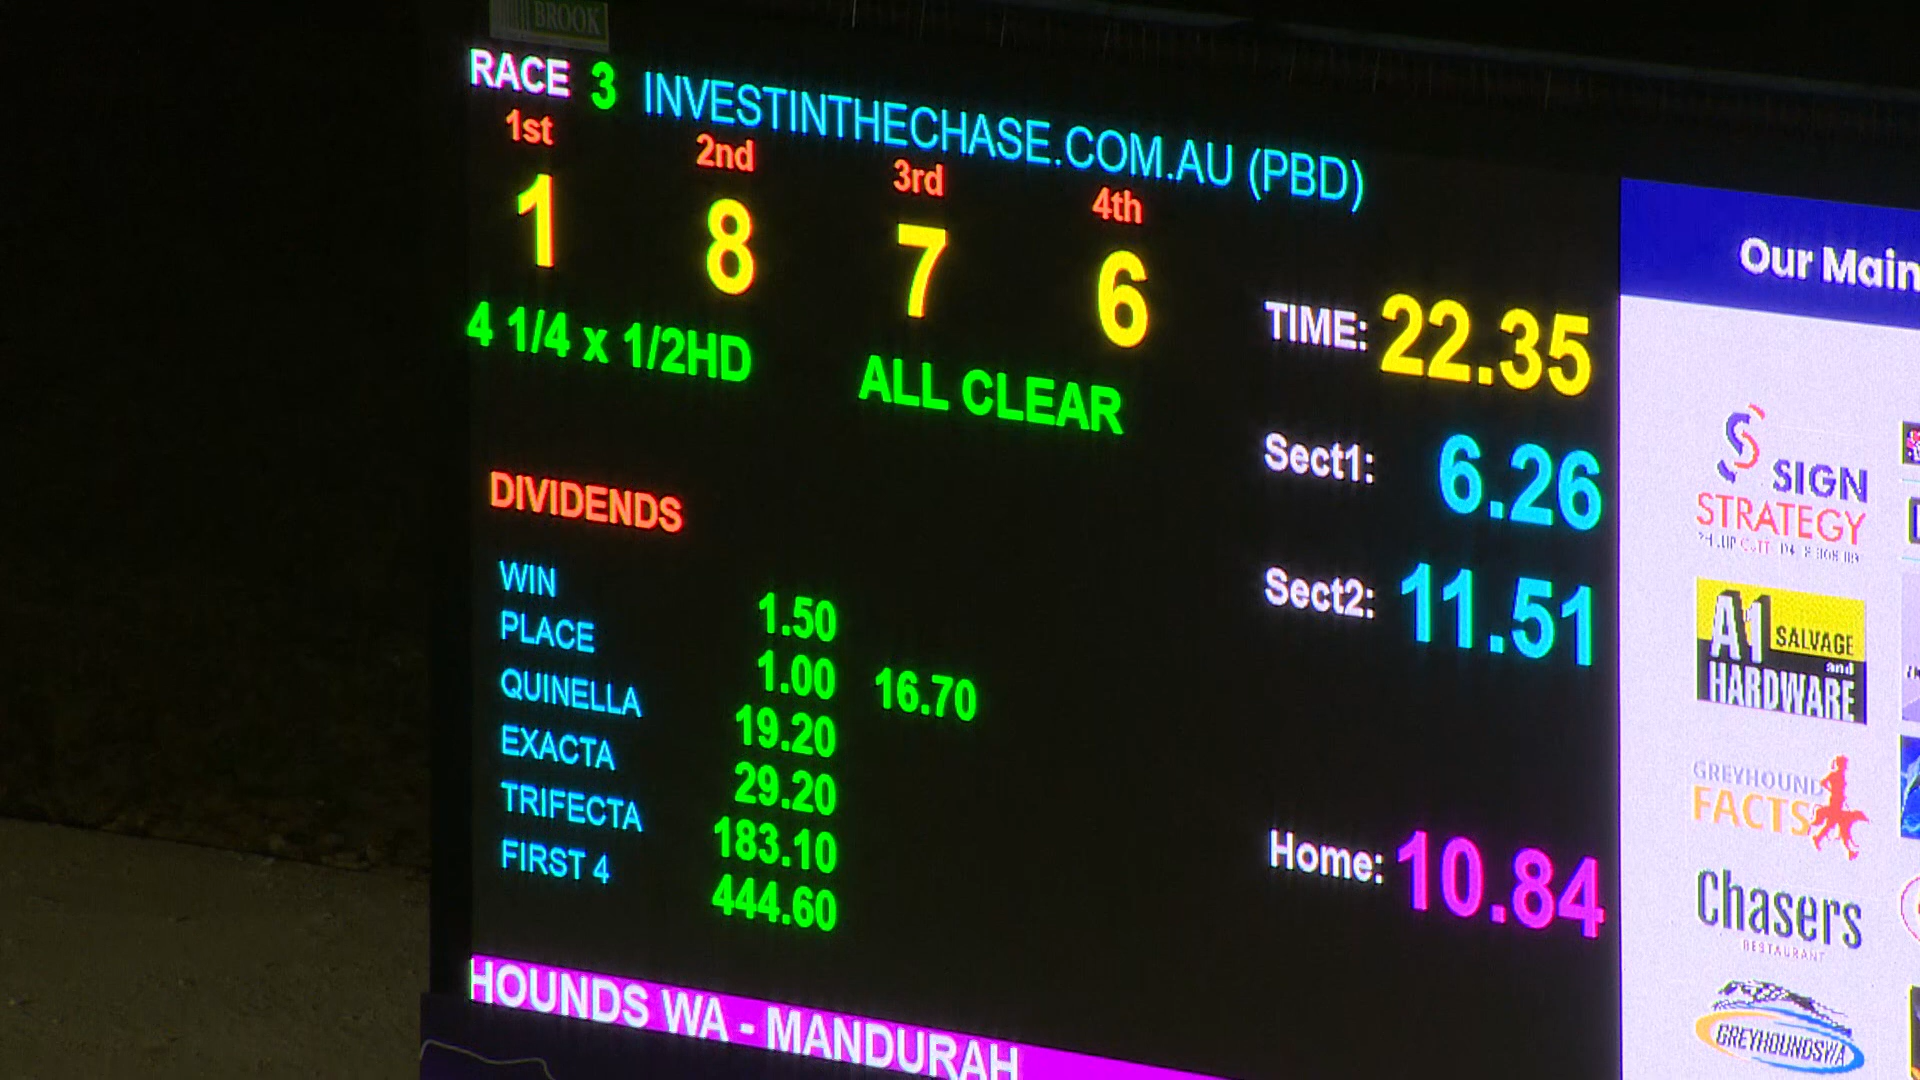 BROOK
RACE 3 INVESTINTHECHASE.COM.AU (PBD)
1st 2nd 3rd 4th
1 8 7 6
4 1/4 x 1/2HD ALL CLEAR
TIME: 22.35
Sect1: 6.26
Sect2: 11.51
Home: 10.84
DIVIDENDS
WIN 1.50
PLACE 1.00 16.70
QUINELLA 19.20
EXACTA 29.20
TRIFECTA 183.10
FIRST 4 444.60
HOUNDS WA - MANDURAH
Our Main
SIGN
STRATEGY
A1 SALVAGE
and
HARDWARE
GREYHOUND
FACTS
Chasers
RESTAURANT
GREYHOUNDSWA